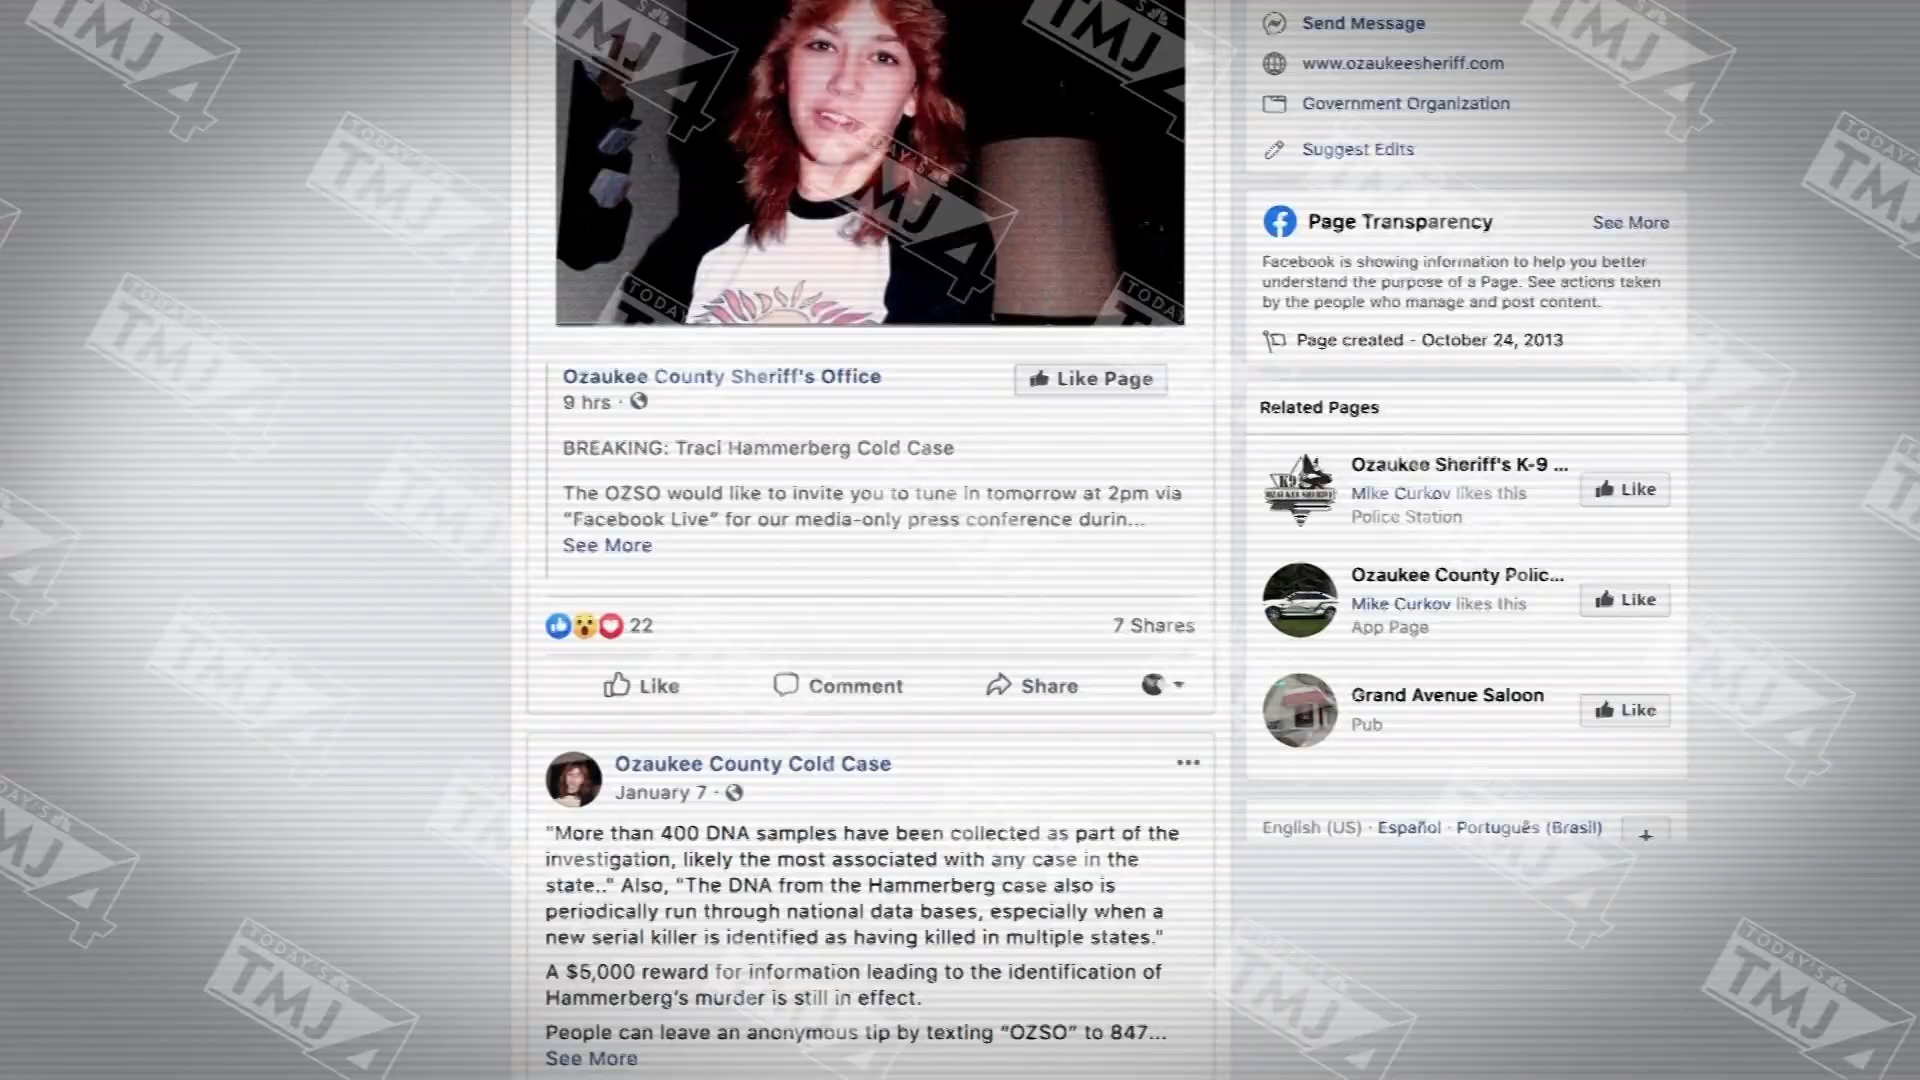 Send Message
www.ozaukeesheriff.com
Government Organization
Suggest Edits
Page Transparency
See More
Facebook is showing information to help you better
understand the purpose of a Page. See actions taken
by the people who manage and post content.
Page created - October 24, 2013
Ozaukee County Sheriff's Office
Like Page
9 hrs ·
BREAKING: Traci Hammerberg Cold Case
The OZSO would like to invite you to tune in tomorrow at 2pm via
“Facebook Live” for our media-only press conference durin...
See More
22
7 Shares
Like
Comment
Share
Related Pages
Ozaukee Sheriff's K-9 ...
Mike Curkov likes this
Police Station
Like
K9
OZAUKEE SHERIFF
Ozaukee County Polic...
Mike Curkov likes this
App Page
Like
Grand Avenue Saloon
Pub
Like
English (US) · Español · Português (Brasil)
Ozaukee County Cold Case
January 7 ·
"More than 400 DNA samples have been collected as part of the
investigation, likely the most associated with any case in the
state.." Also, "The DNA from the Hammerberg case also is
periodically run through national data bases, especially when a
new serial killer is identified as having killed in multiple states."
A $5,000 reward for information leading to the identification of
Hammerberg's murder is still in effect.
People can leave an anonymous tip by texting “OZSO” to 847...
See More
TODAY'S
TMJ4